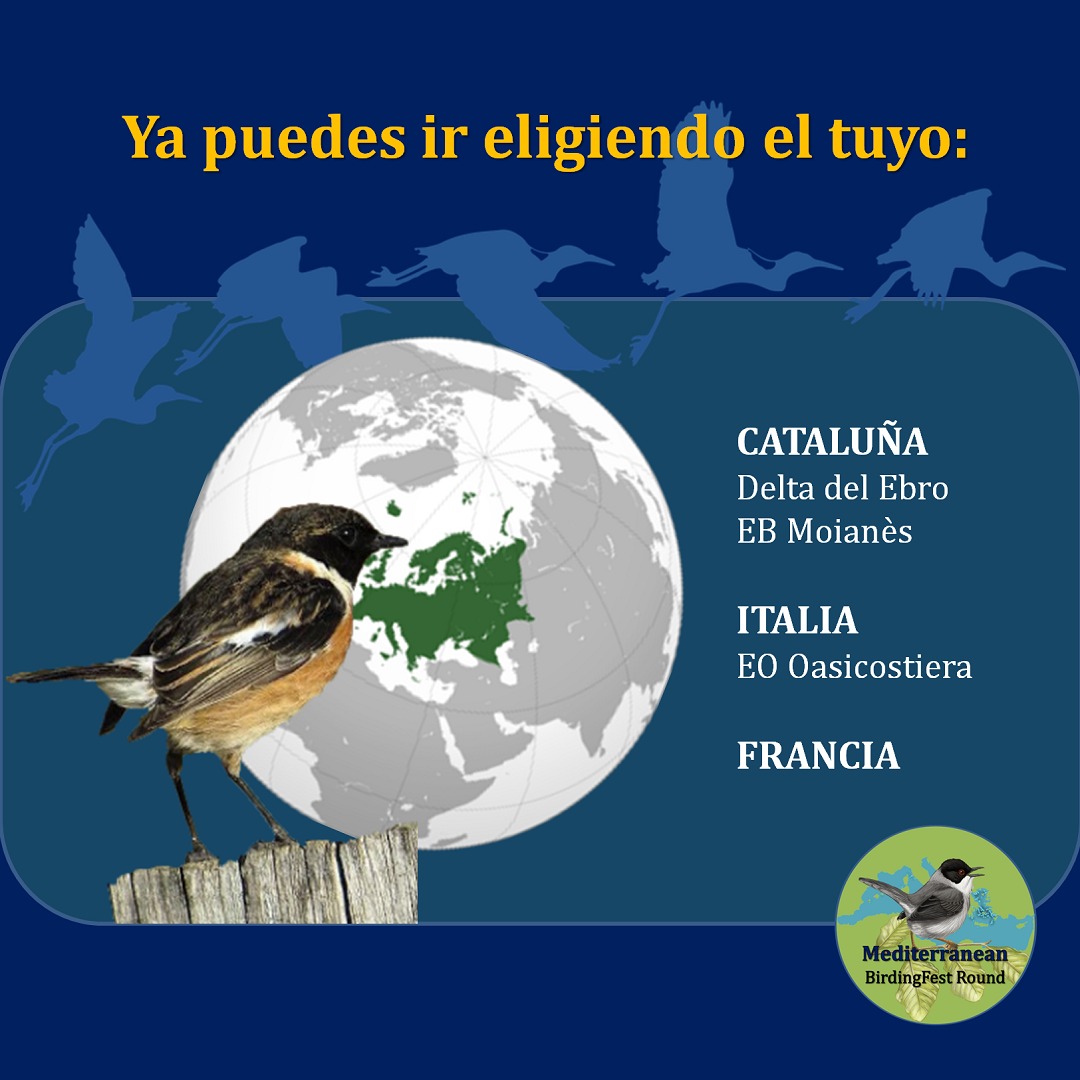 Ya puedes ir eligiendo el tuyo:
CATALUÑA
Delta del Ebro
EB Moianès
ITALIA
EO Oasicostiera
FRANCIA
Mediterranean
BirdingFest Round